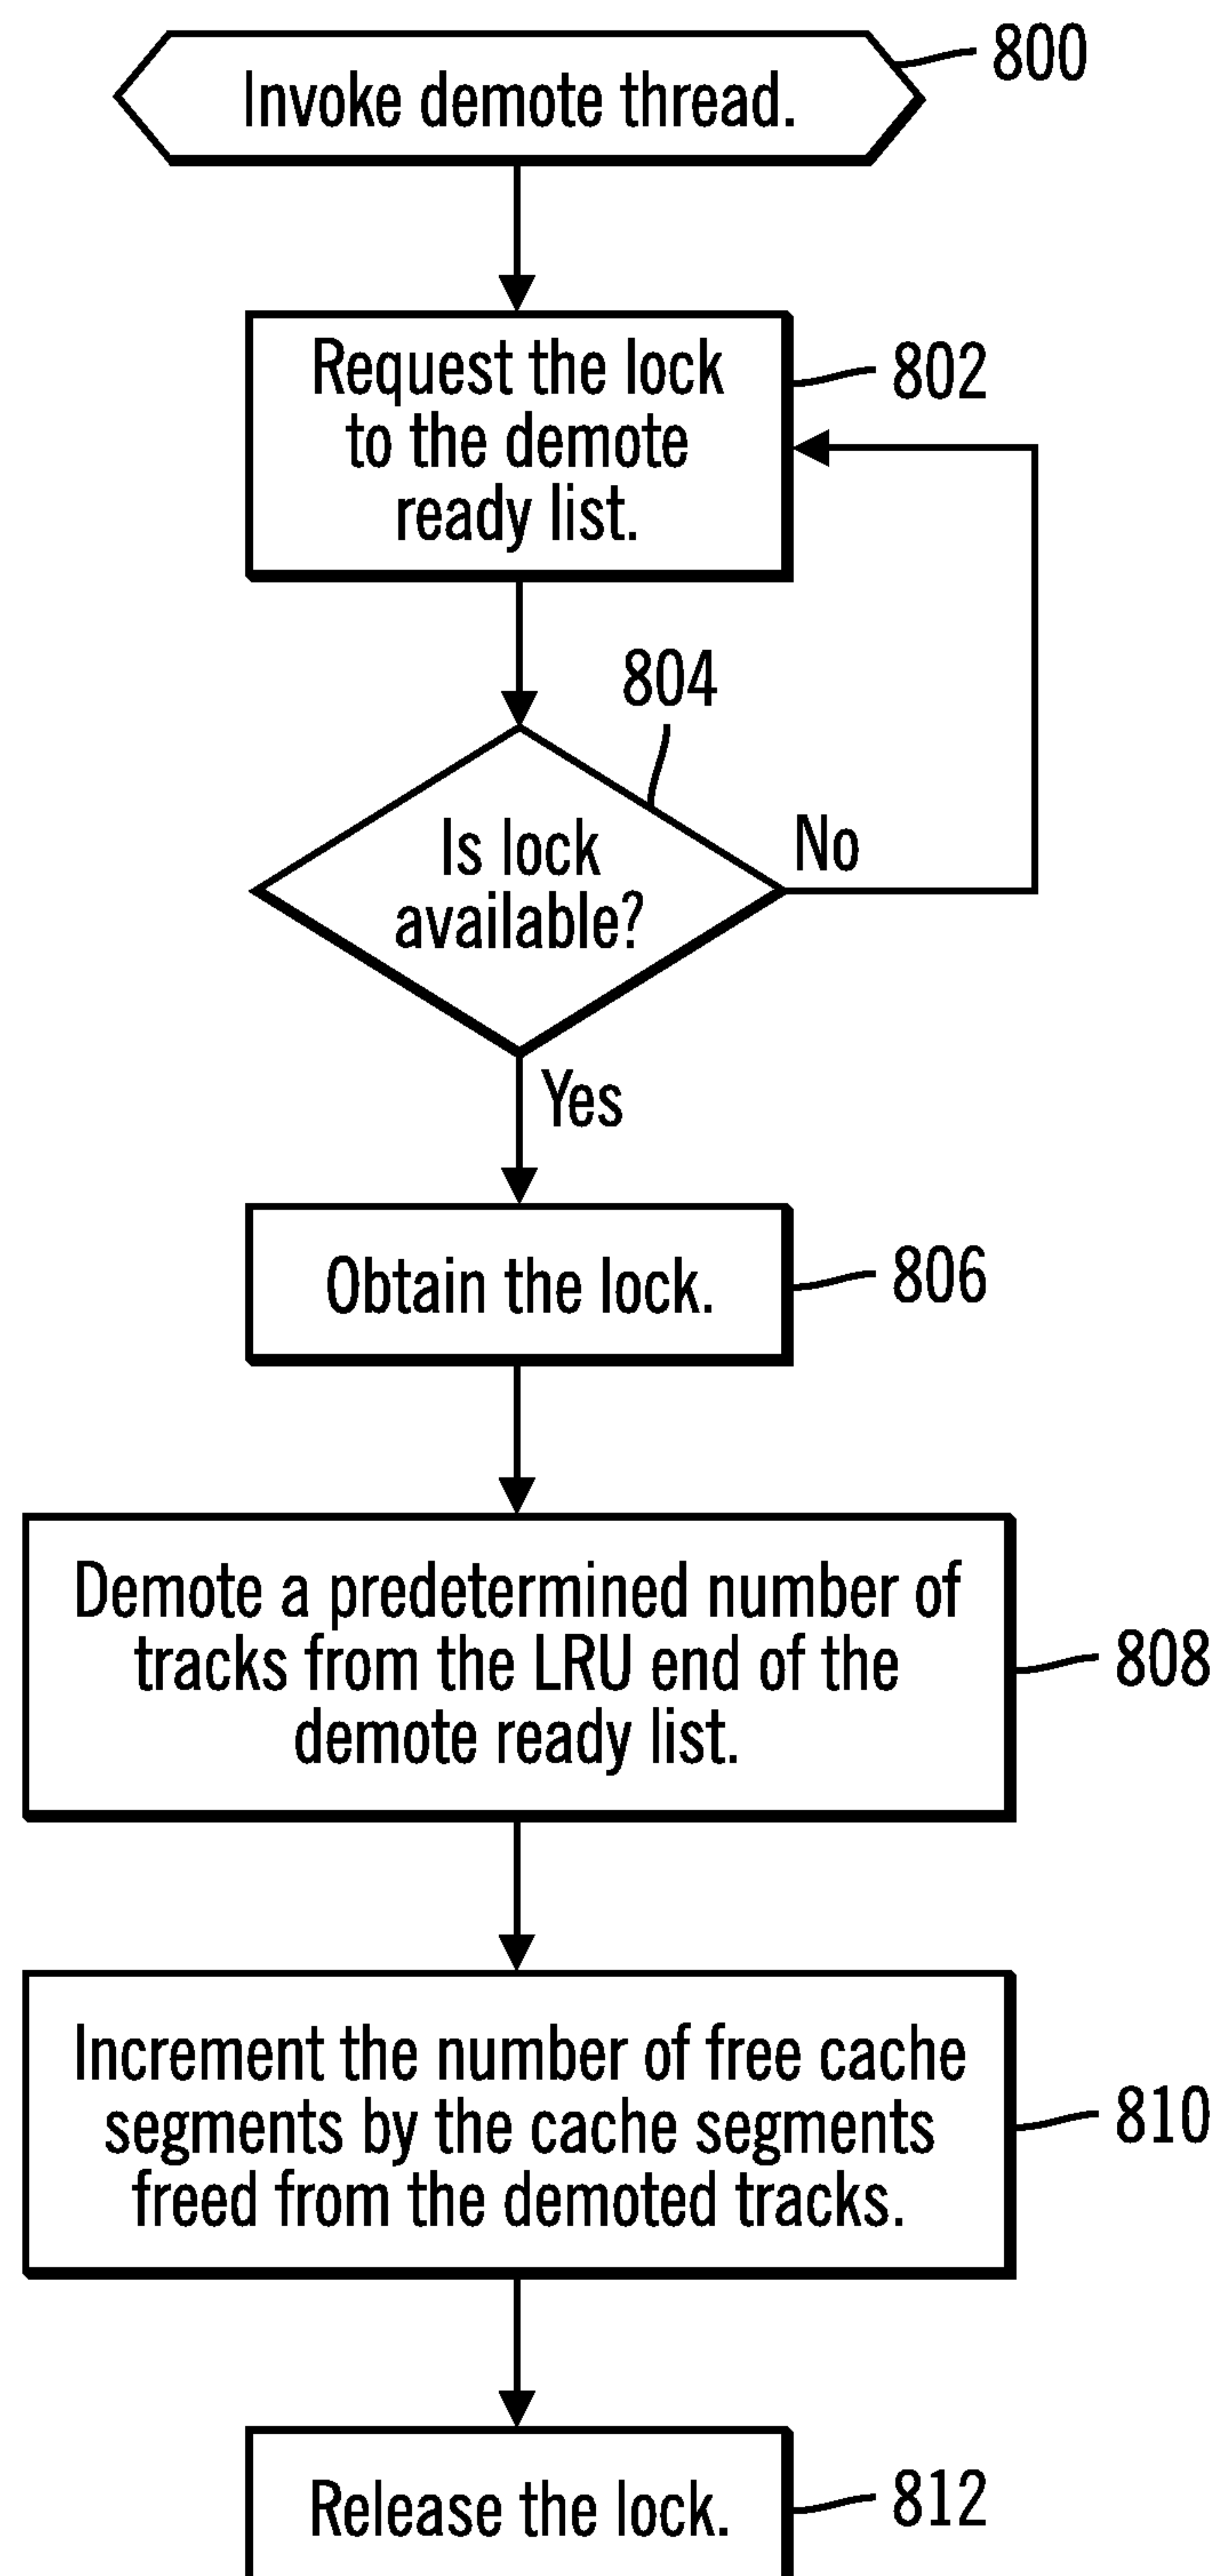 Invoke demote thread.
800
Request the lock
to the demote
ready list.
802
804
Is lock
available?
No
Yes
Obtain the lock.
806
Demote a predetermined number of
tracks from the LRU end of the
demote ready list.
808
Increment the number of free cache
segments by the cache segments
freed from the demoted tracks.
810
Release the lock.
812